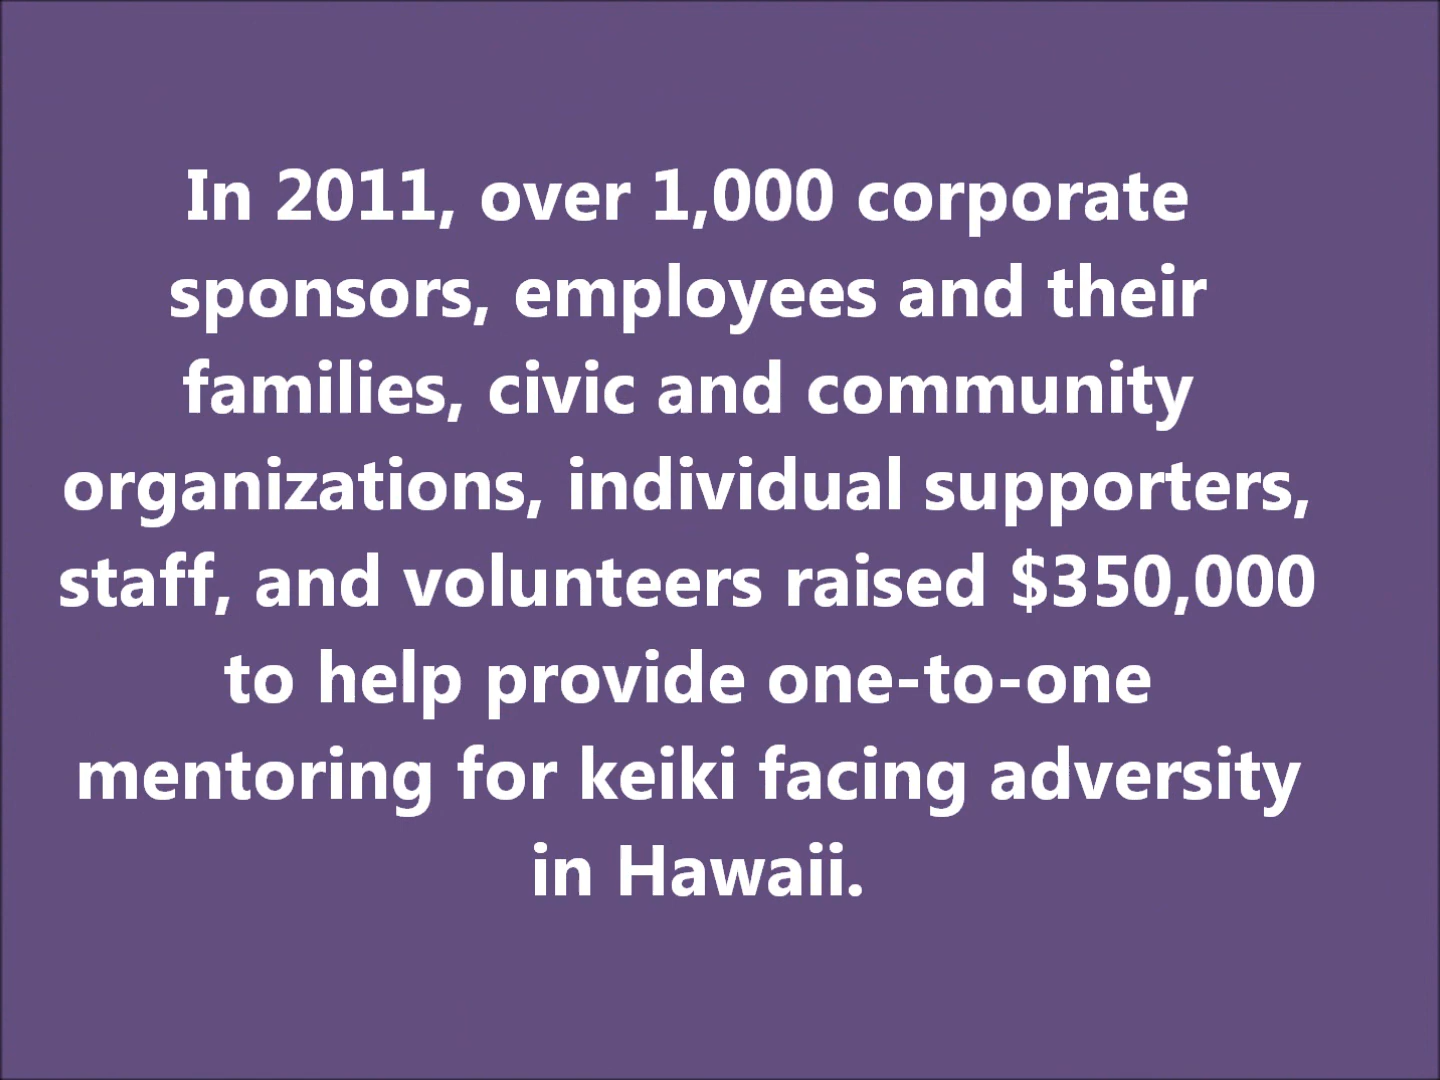 In 2011, over 1,000 corporate
sponsors, employees and their
families, civic and community
organizations, individual supporters,
staff, and volunteers raised $350,000
to help provide one-to-one
mentoring for keiki facing adversity
in Hawaii.